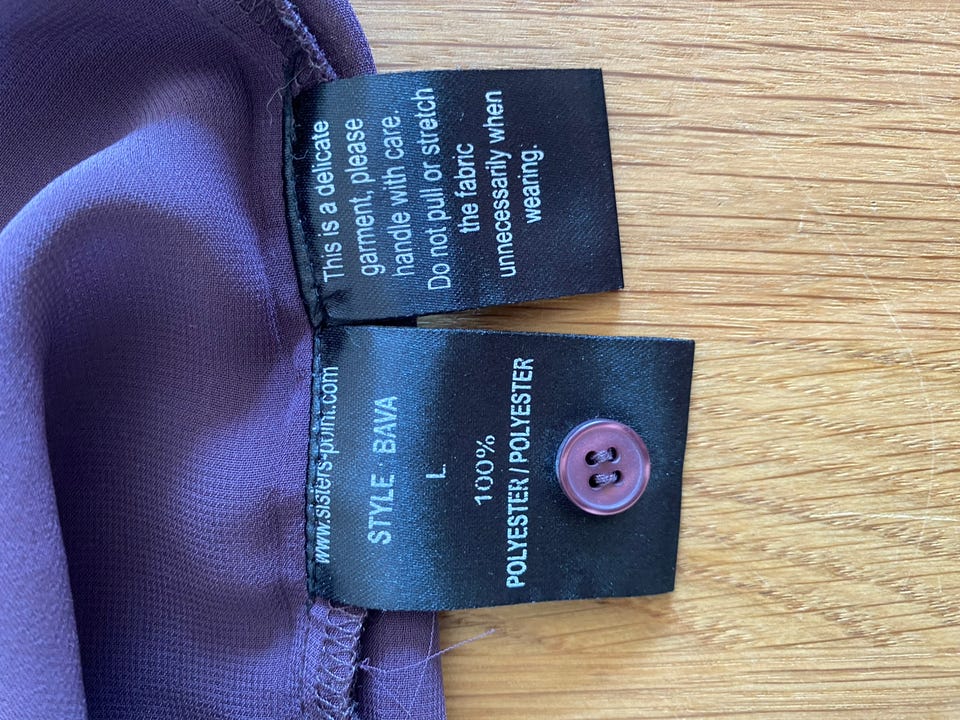 This is a delicate
garment, please
handle with care.
Do not pull or stretch
the fabric
unnecessarily when
wearing.
www.sisters-point.com
STYLE: BAVA
L
100%
POLYESTER / POLYESTER